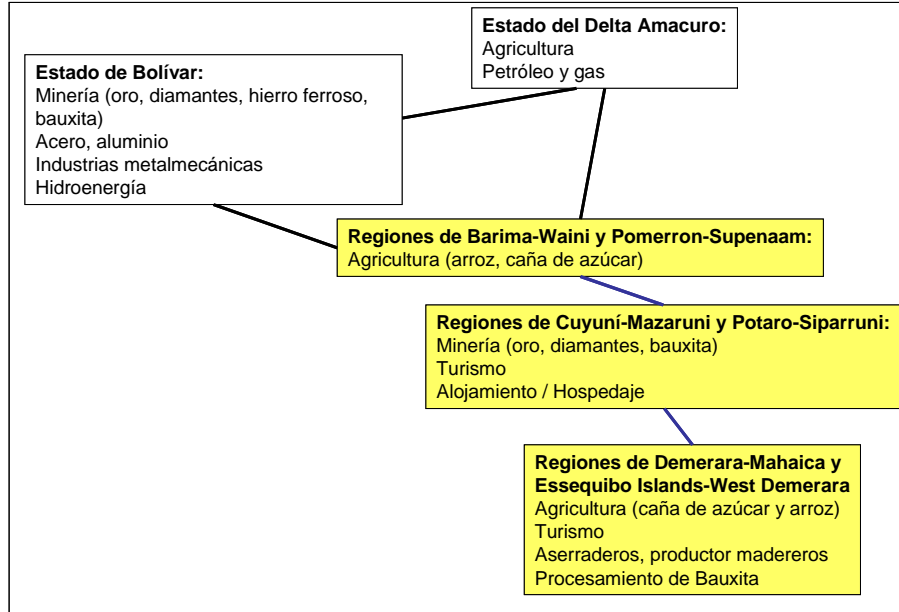 Estado del Delta Amacuro:
Agricultura
Petróleo y gas
Estado de Bolívar:
Minería (oro, diamantes, hierro ferroso,
bauxita)
Acero, aluminio
Industrias metalmecánicas
Hidroenergía
Regiones de Barima-Waini y Pomerron-Supenaam:
Agricultura (arroz, caña de azúcar)
Regiones de Cuyuní-Mazaruni y Potaro-Siparruni:
Minería (oro, diamantes, bauxita)
Turismo
Alojamiento / Hospedaje
Regiones de Demerara-Mahaica y
Essequibo Islands-West Demerara
Agricultura (caña de azúcar y arroz)
Turismo
Aserraderos, productor madereros
Procesamiento de Bauxita